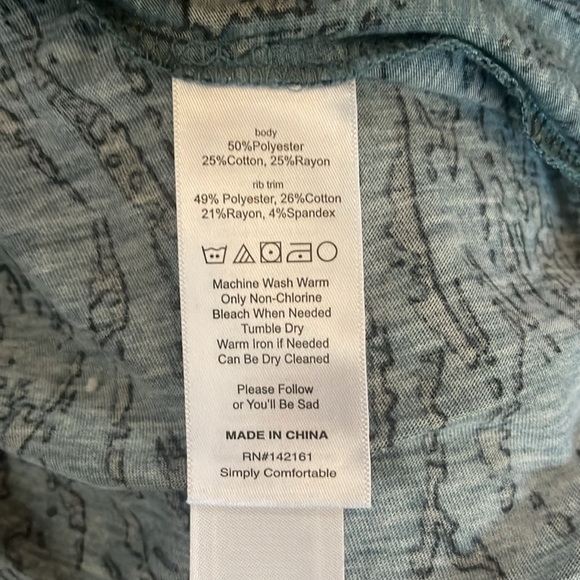 body
50%Polyester
25%Cotton, 25%Rayon
rib trim
49% Polyester, 26%Cotton
21%Rayon, 4%Spandex
Machine Wash Warm
Only Non-Chlorine
Bleach When Needed
Tumble Dry
Warm Iron if Needed
Can Be Dry Cleaned
Please Follow
or You'll Be Sad
MADE IN CHINA
RN#142161
Simply Comfortable